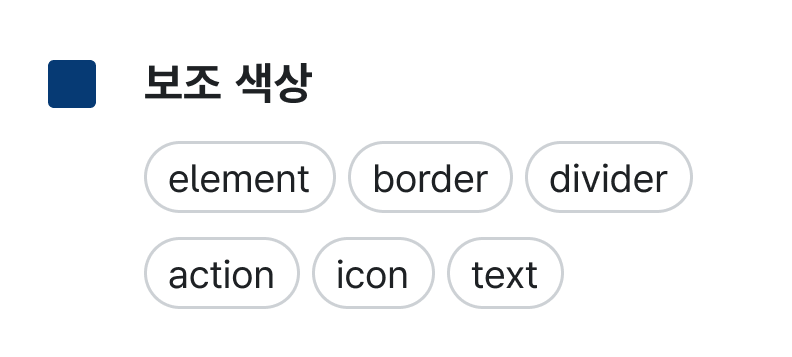 보조 색상
element border divider
action icon text